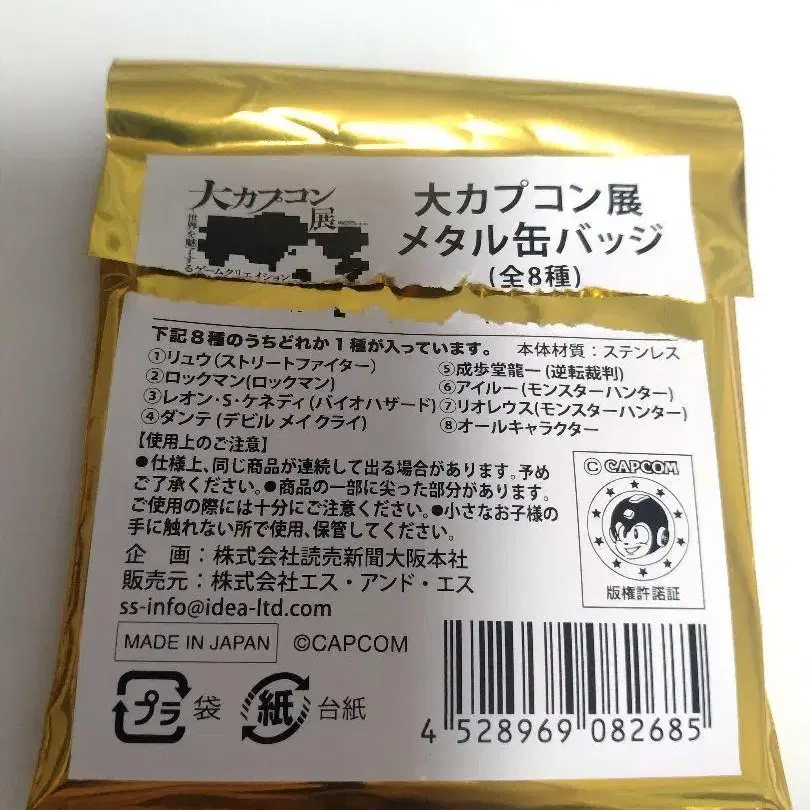 大カプコン展
世界を魅了するゲームクリエイション
大カプコン展
メタル缶バッジ
(全8種)
下記8種のうちどれか1種が入っています。 本体材質：ステンレス
①リュウ(ストリートファイター)
②ロックマン(ロックマン)
③レオン・S・ケネディ(バイオハザード)
④ダンテ(デビル メイ クライ)
⑤成歩堂龍一(逆転裁判)
⑥アイルー(モンスターハンター)
⑦リオレウス(モンスターハンター)
⑧オールキャラクター
【使用上のご注意】
●仕様上、同じ商品が連続して出る場合があります。予め
ご了承ください。●商品の一部に尖った部分があります。
ご使用の際には十分にご注意ください。●小さなお子様の
手に触れない所で使用、保管してください。
企　画：株式会社読売新聞大阪本社
販売元：株式会社エス・アンド・エス
ss-info@idea-ltd.com
MADE IN JAPAN ©CAPCOM
© CAPCOM
版権許諾証
プラ 袋 紙 台紙
4 528969 082685